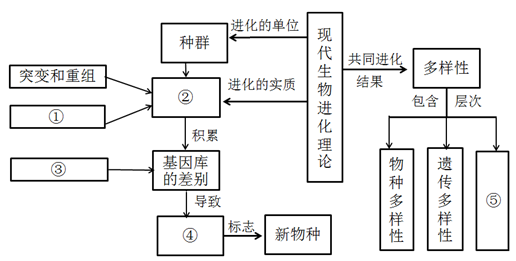 种群
进化的单位
突变和重组
①
②
进化的实质
积累
③
基因库
的差别
导致
④
标志
新物种
现代生物进化理论
共同进化
结果
多样性
包含
层次
物种多样性
遗传多样性
⑤